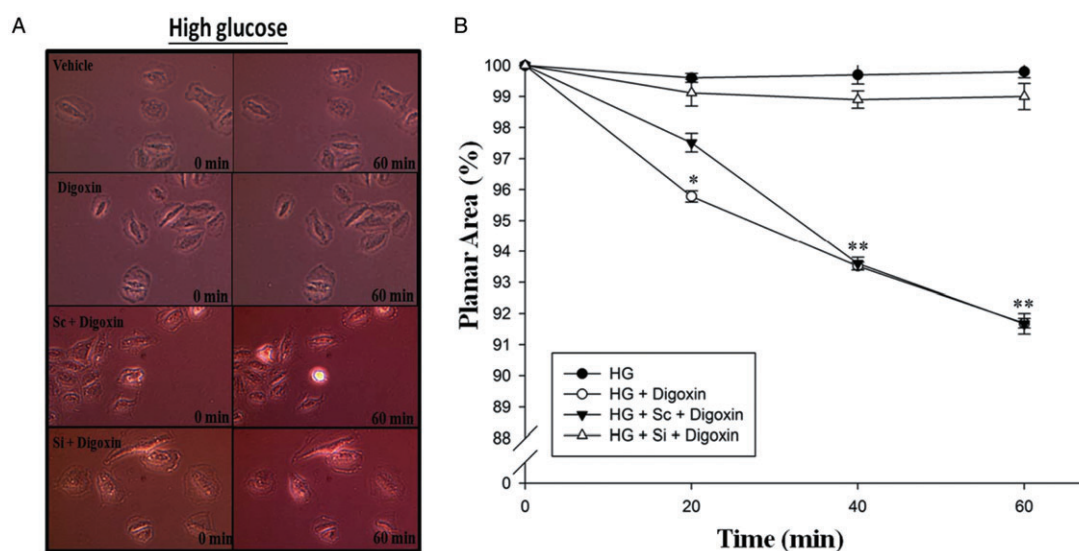 A
High glucose
Vehicle
0 min
60 min
Digoxin
0 min
60 min
Sc + Digoxin
0 min
60 min
Si + Digoxin
0 min
60 min
B
Planar Area (%)
100
99
98
97
96
95
94
93
92
91
90
89
88
0
*
**
**
HG
HG + Digoxin
HG + Sc + Digoxin
HG + Si + Digoxin
0
20
40
60
Time (min)